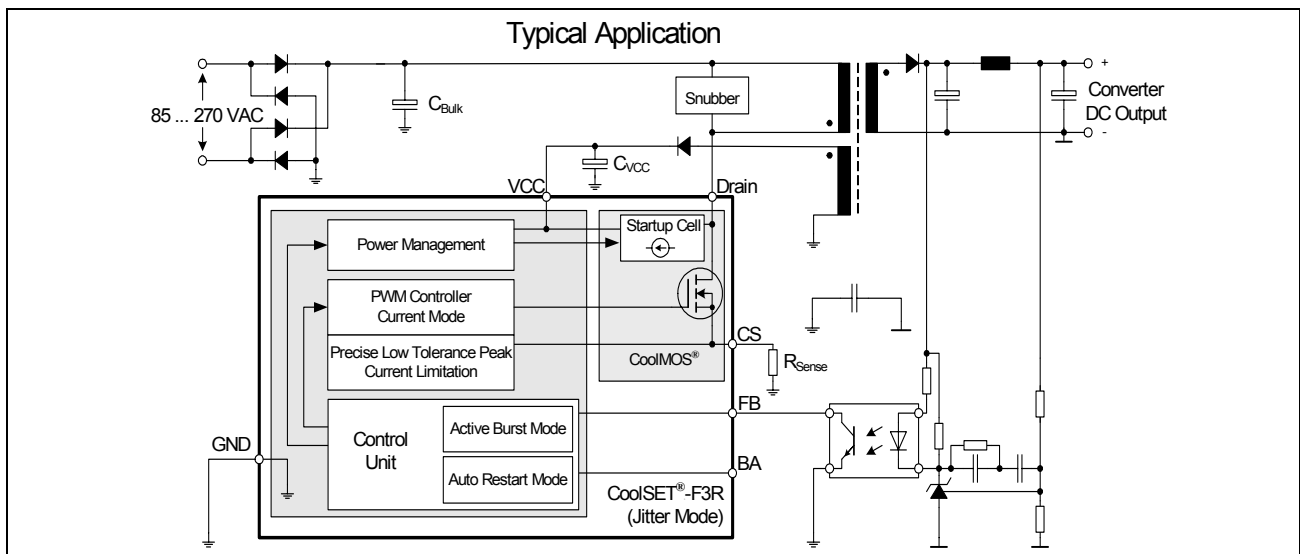 Typical Application
+
Snubber
Converter
DC Output
85 ... 270 VAC
CBulk
-
CVCC
VCC
Drain
Startup Cell
Power Management
PWM Controller
Current Mode
CS
Precise Low Tolerance Peak
Current Limitation
CoolMOS®
RSense
FB
Active Burst Mode
GND
Control
Unit
BA
Auto Restart Mode
CoolSET®-F3R
(Jitter Mode)